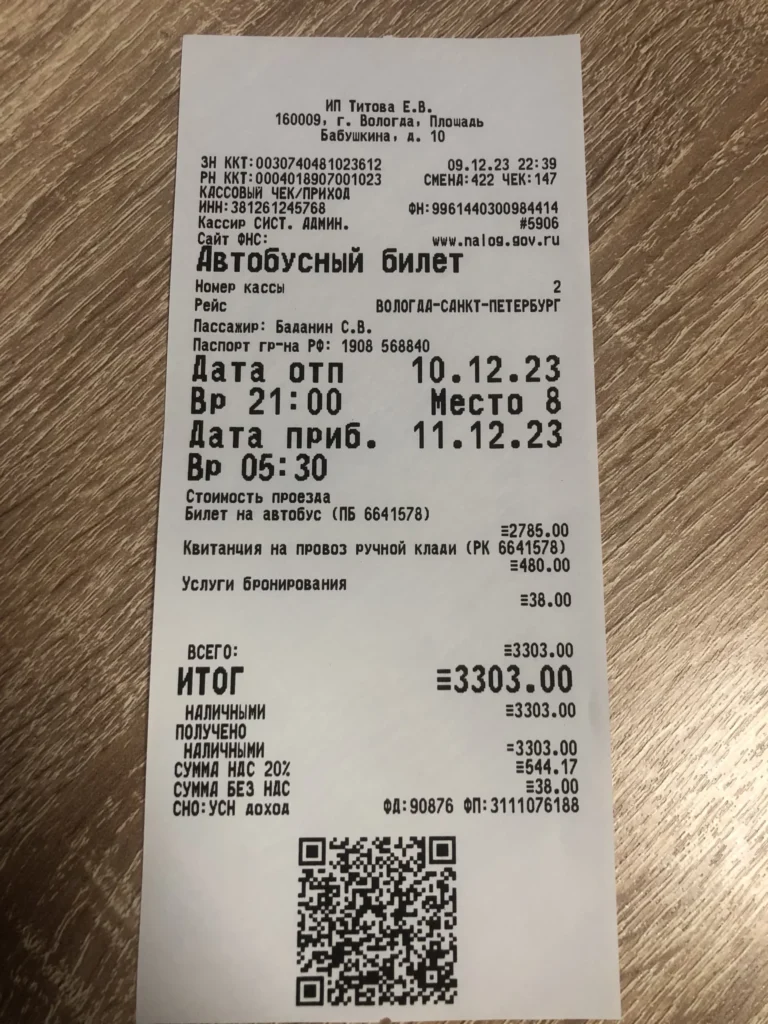 ИП Титова Е.В.
160009, г. Вологда, Площадь
Бабушкина, д. 10
ЗН ККТ:0030740481023612 09.12.23 22:39
РН ККТ:0004018907001023 СМЕНА:422 ЧЕК:147
КАССОВЫЙ ЧЕК/ПРИХОД
ИНН:381261245768 ФН:9961440300984414
Кассир СИСТ. АДМИН. #5906
Сайт ФНС: www.nalog.gov.ru
Автобусный билет
Номер кассы 2
Рейс ВОЛОГДА-САНКТ-ПЕТЕРБУРГ
Пассажир: Баданин С.В.
Паспорт гр-на РФ: 1908 568840
Дата отп 10.12.23
Вр 21:00 Место 8
Дата приб. 11.12.23
Вр 05:30
Стоимость проезда
Билет на автобус (ПБ 6641578)
≡2785.00
Квитанция на провоз ручной клади (РК 6641578)
≡480.00
Услуги бронирования
≡38.00
ВСЕГО: ≡3303.00
ИТОГ ≡3303.00
НАЛИЧНЫМИ ≡3303.00
ПОЛУЧЕНО
НАЛИЧНЫМИ =3303.00
СУММА НДС 20% ≡544.17
СУММА БЕЗ НДС ≡38.00
СНО:УСН доход ФД:90876 ФП:3111076188